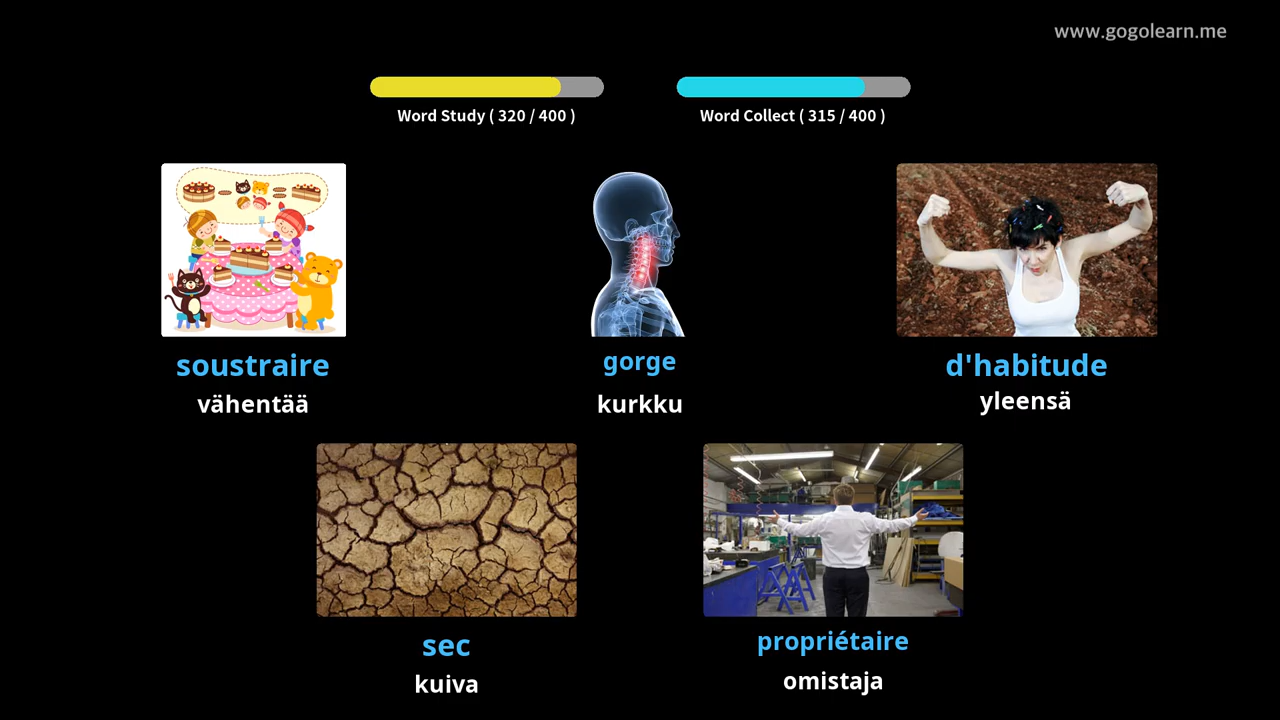 www.gogolearn.me
Word Study ( 320 / 400 )
Word Collect ( 315 / 400 )
soustraire
vähentää
gorge
kurkku
d'habitude
yleensä
sec
kuiva
propriétaire
omistaja